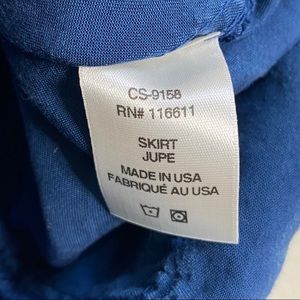 CS-9158
RN# 116611
SKIRT
JUPE
MADE IN USA
FABRIQUÉ AU USA